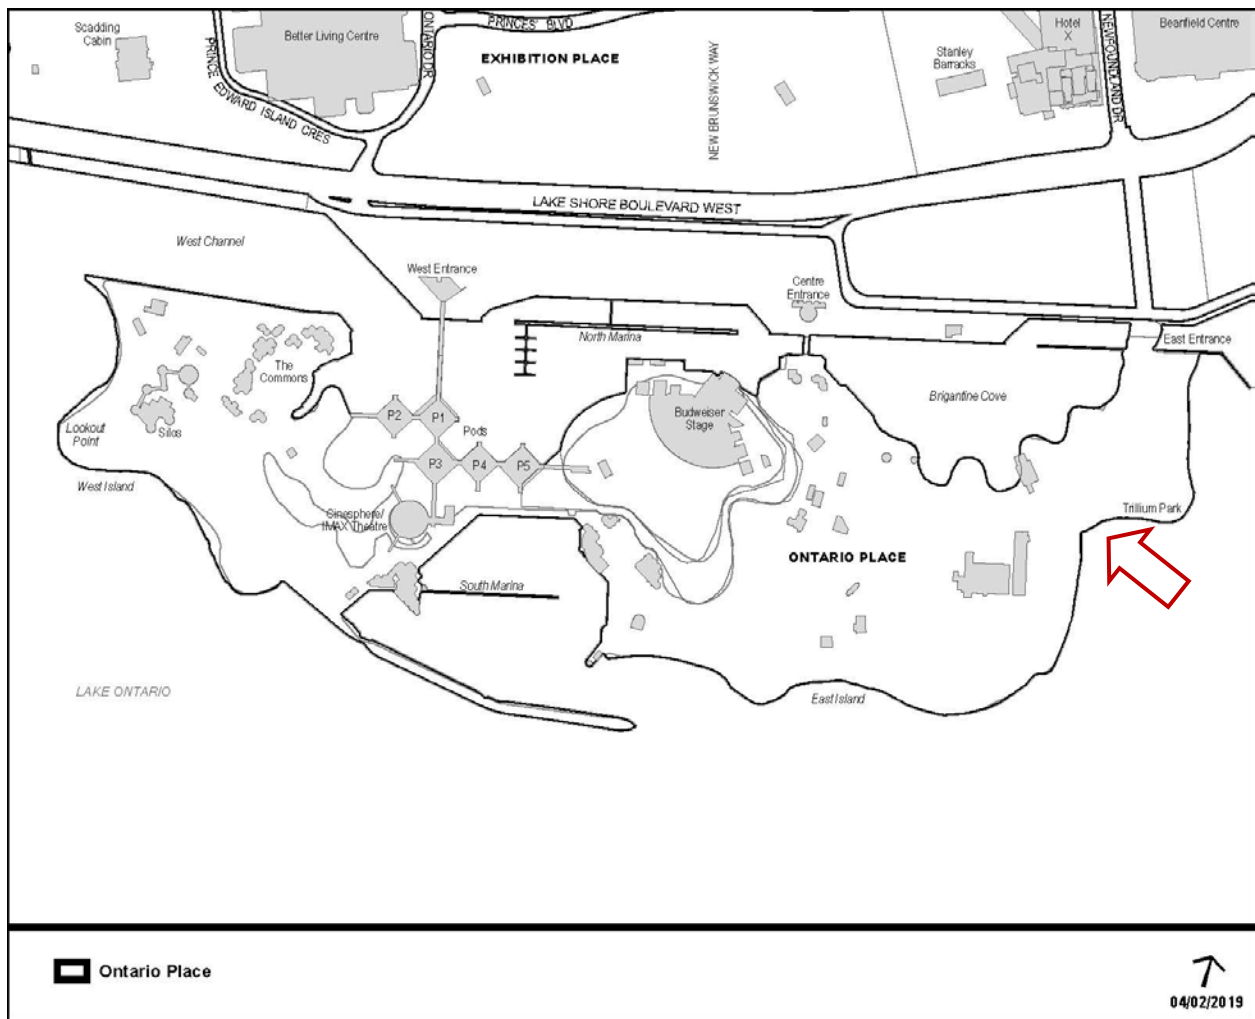 Scadding
Cabin
Better Living Centre
ONTARIO DR
PRINCES' BLVD
EXHIBITION PLACE
NEW BRUNSWICK WAY
Stanley
Barracks
Hotel
X
NEWFOUNDLAND DR
Beanfield Centre
PRINCE EDWARD ISLAND CRES
LAKE SHORE BOULEVARD WEST
West Channel
West Entrance
Centre
Entrance
North Marina
East Entrance
The
Commons
Brigantine Cove
Budweiser
Stage
P2
P1
Pods
Lookout
Point
Silos
P3
P4
P5
West Island
Cinesphere/
IMAX Theatre
Trillium Park
ONTARIO PLACE
South Marina
LAKE ONTARIO
East Island
Ontario Place
04/02/2019